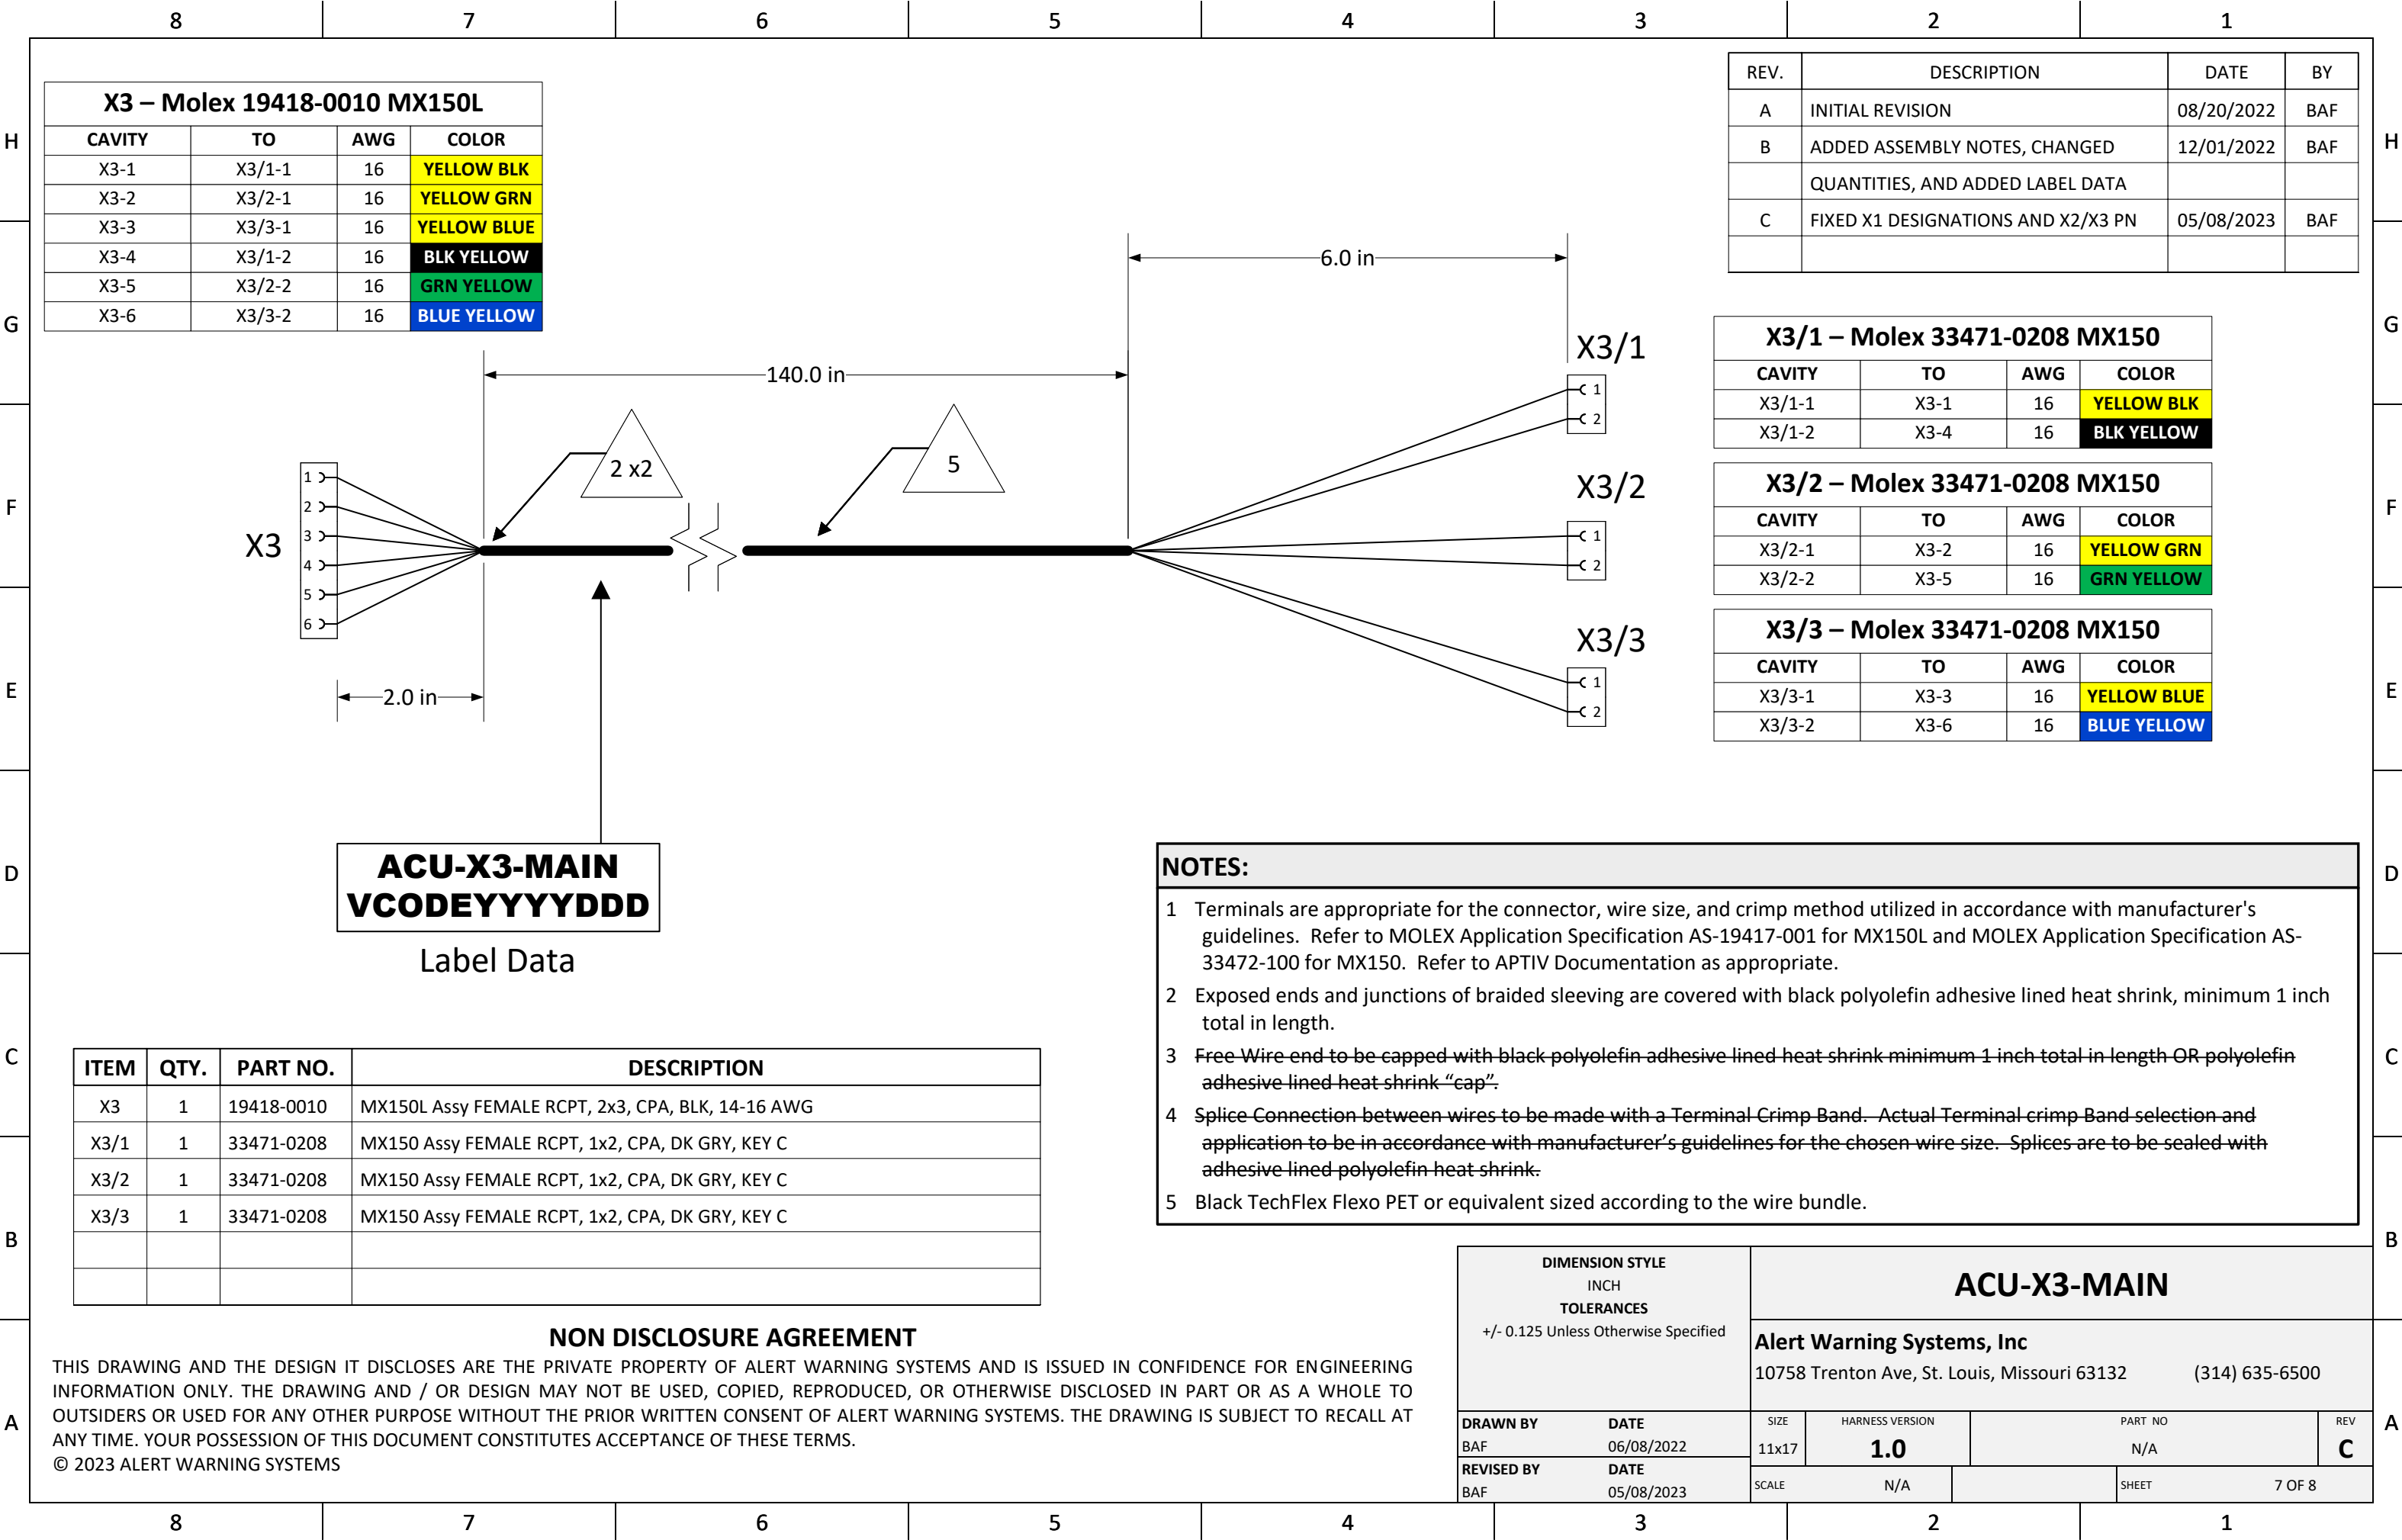 8 7 6 5 4 3 2 1
H
G
F
E
D
C
B
A
X3 – Molex 19418-0010 MX150L
CAVITY TO AWG COLOR
X3-1 X3/1-1 16 YELLOW BLK
X3-2 X3/2-1 16 YELLOW GRN
X3-3 X3/3-1 16 YELLOW BLUE
X3-4 X3/1-2 16 BLK YELLOW
X3-5 X3/2-2 16 GRN YELLOW
X3-6 X3/3-2 16 BLUE YELLOW
REV. DESCRIPTION DATE BY
A INITIAL REVISION 08/20/2022 BAF
B ADDED ASSEMBLY NOTES, CHANGED 12/01/2022 BAF
QUANTITIES, AND ADDED LABEL DATA
C FIXED X1 DESIGNATIONS AND X2/X3 PN 05/08/2023 BAF
6.0 in
140.0 in
2 x2
5
X3
1
2
3
4
5
6
2.0 in
X3/1
1
2
X3/2
1
2
X3/3
1
2
X3/1 – Molex 33471-0208 MX150
CAVITY TO AWG COLOR
X3/1-1 X3-1 16 YELLOW BLK
X3/1-2 X3-4 16 BLK YELLOW
X3/2 – Molex 33471-0208 MX150
CAVITY TO AWG COLOR
X3/2-1 X3-2 16 YELLOW GRN
X3/2-2 X3-5 16 GRN YELLOW
X3/3 – Molex 33471-0208 MX150
CAVITY TO AWG COLOR
X3/3-1 X3-3 16 YELLOW BLUE
X3/3-2 X3-6 16 BLUE YELLOW
ACU-X3-MAIN
VCODEYYYYDDD
Label Data
NOTES:
1 Terminals are appropriate for the connector, wire size, and crimp method utilized in accordance with manufacturer's
guidelines. Refer to MOLEX Application Specification AS-19417-001 for MX150L and MOLEX Application Specification AS-
33472-100 for MX150. Refer to APTIV Documentation as appropriate.
2 Exposed ends and junctions of braided sleeving are covered with black polyolefin adhesive lined heat shrink, minimum 1 inch
total in length.
3 Free Wire end to be capped with black polyolefin adhesive lined heat shrink minimum 1 inch total in length OR polyolefin
adhesive lined heat shrink “cap”.
4 Splice Connection between wires to be made with a Terminal Crimp Band. Actual Terminal crimp Band selection and
application to be in accordance with manufacturer’s guidelines for the chosen wire size. Splices are to be sealed with
adhesive lined polyolefin heat shrink.
5 Black TechFlex Flexo PET or equivalent sized according to the wire bundle.
ITEM QTY. PART NO. DESCRIPTION
X3 1 19418-0010 MX150L Assy FEMALE RCPT, 2x3, CPA, BLK, 14-16 AWG
X3/1 1 33471-0208 MX150 Assy FEMALE RCPT, 1x2, CPA, DK GRY, KEY C
X3/2 1 33471-0208 MX150 Assy FEMALE RCPT, 1x2, CPA, DK GRY, KEY C
X3/3 1 33471-0208 MX150 Assy FEMALE RCPT, 1x2, CPA, DK GRY, KEY C
NON DISCLOSURE AGREEMENT
THIS DRAWING AND THE DESIGN IT DISCLOSES ARE THE PRIVATE PROPERTY OF ALERT WARNING SYSTEMS AND IS ISSUED IN CONFIDENCE FOR ENGINEERING
INFORMATION ONLY. THE DRAWING AND / OR DESIGN MAY NOT BE USED, COPIED, REPRODUCED, OR OTHERWISE DISCLOSED IN PART OR AS A WHOLE TO
OUTSIDERS OR USED FOR ANY OTHER PURPOSE WITHOUT THE PRIOR WRITTEN CONSENT OF ALERT WARNING SYSTEMS. THE DRAWING IS SUBJECT TO RECALL AT
ANY TIME. YOUR POSSESSION OF THIS DOCUMENT CONSTITUTES ACCEPTANCE OF THESE TERMS.
© 2023 ALERT WARNING SYSTEMS
DIMENSION STYLE
INCH
TOLERANCES
+/- 0.125 Unless Otherwise Specified
DRAWN BY DATE
BAF 06/08/2022
REVISED BY DATE
BAF 05/08/2023
ACU-X3-MAIN
Alert Warning Systems, Inc
10758 Trenton Ave, St. Louis, Missouri 63132 (314) 635-6500
SIZE HARNESS VERSION PART NO REV
11x17 1.0 N/A C
SCALE N/A SHEET 7 OF 8
H
G
F
E
D
C
B
A
8 7 6 5 4 3 2 1